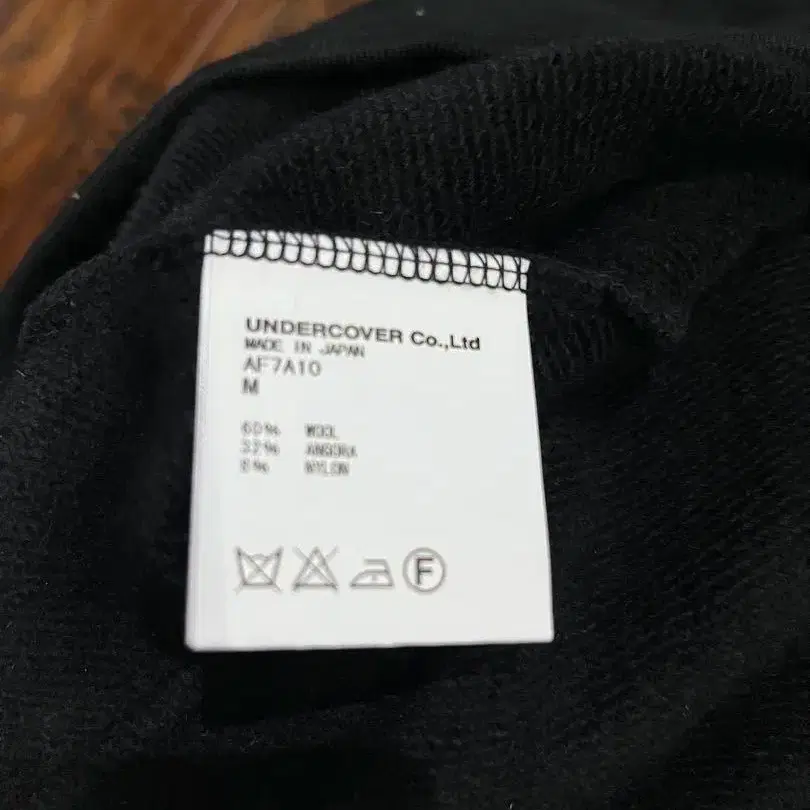 UNDERCOVER Co.,Ltd
MADE IN JAPAN
AF7A10
M
60% WOOL
32% ANGORA
8% NYLON
F